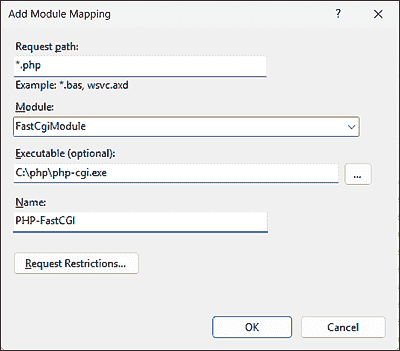 Add Module Mapping
?
Request path:
*.php
Example: *.bas, wsvc.axd
Module:
FastCgiModule
Executable (optional):
C:\php\php-cgi.exe
...
Name:
PHP-FastCGI
Request Restrictions...
OK
Cancel